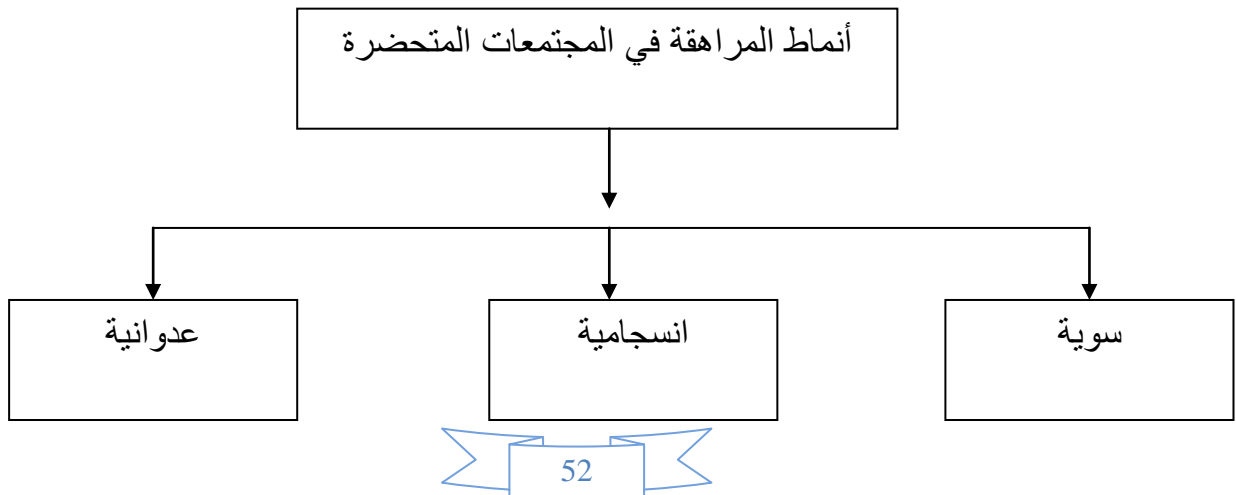 أنماط المراهقة في المجتمعات المتحضرة
سوية
انسجامية
عدوانية
52